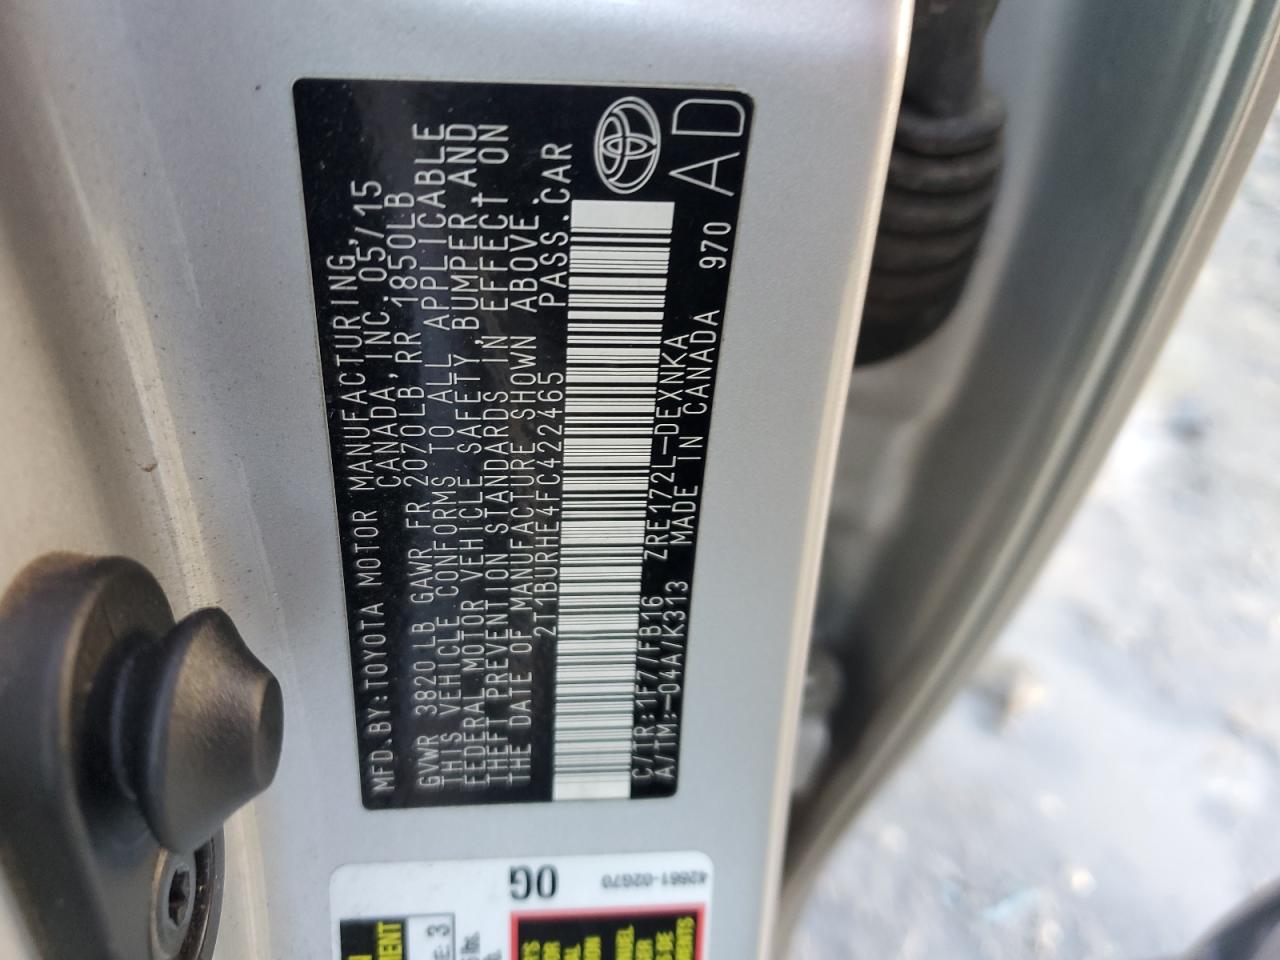 MFD.BY:TOYOTA MOTOR MANUFACTURING,
CANADA, INC. 05/15
GVWR 3820 LB GAWR FR 2070LB, RR 1850LB
THIS VEHICLE CONFORMS TO ALL APPLICABLE
FEDERAL MOTOR VEHICLE SAFETY, BUMPER, AND
THEFT PREVENTION STANDARDS IN EFFECT ON
THE DATE OF MANUFACTURE SHOWN ABOVE.
2T1BURHE4FC422465 PASS.CAR
C/TR:1F7/FB16 ZRE172L-DEXNKA
A/TM:-04A/K313 MADE IN CANADA 970 AD
0G
42661-02G70
3